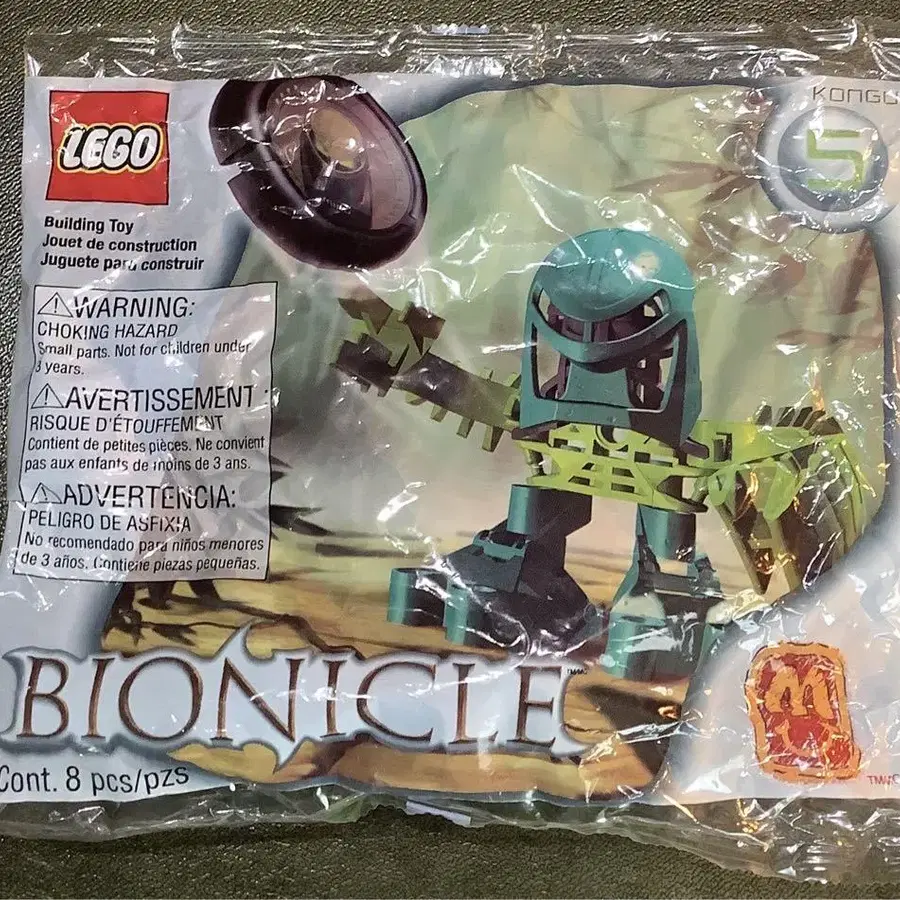 LEGO
KONGU
5
Building Toy
Jouet de construction
Juguete para construir
WARNING:
CHOKING HAZARD
Small parts. Not for children under
3 years.
AVERTISSEMENT :
RISQUE D'ÉTOUFFEMENT
Contient de petites pièces. Ne convient
pas aux enfants de moins de 3 ans.
ADVERTENCIA:
PELIGRO DE ASFIXIA
No recomendado para niños menores
de 3 años. Contiene piezas pequeñas.
BIONICLE
Cont. 8 pcs/pzs
M